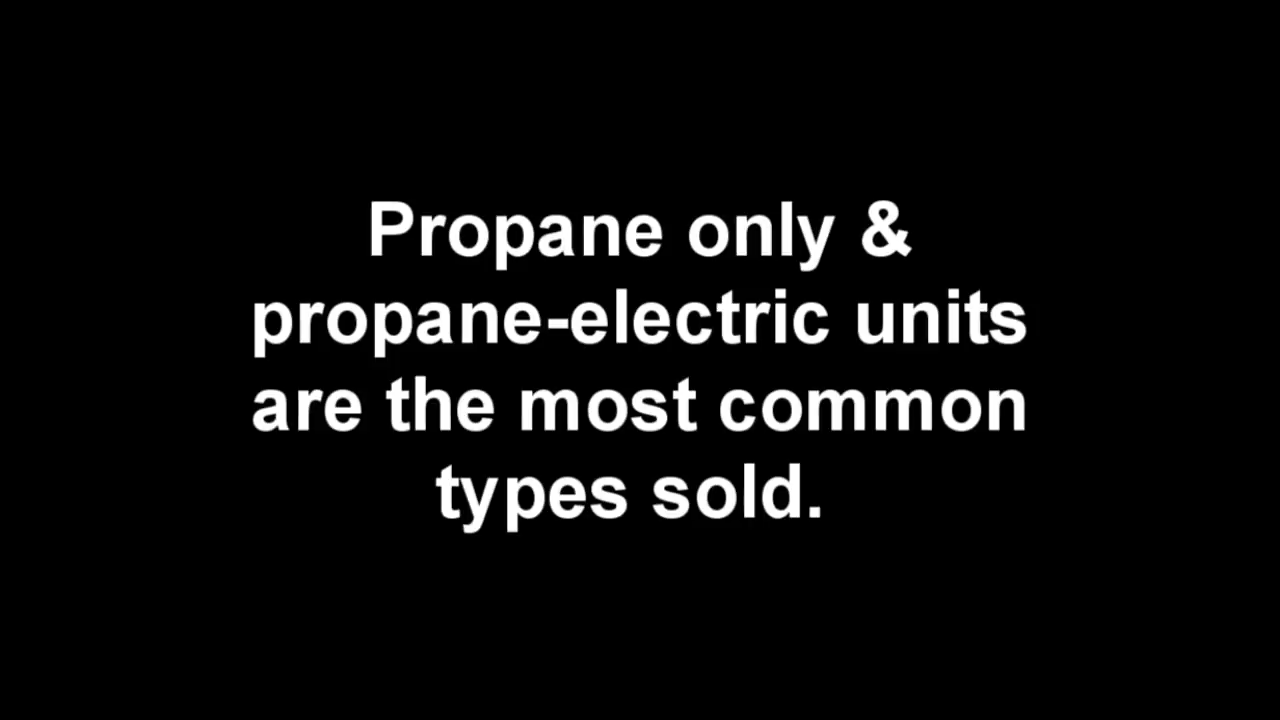 Propane only &
propane-electric units
are the most common
types sold.